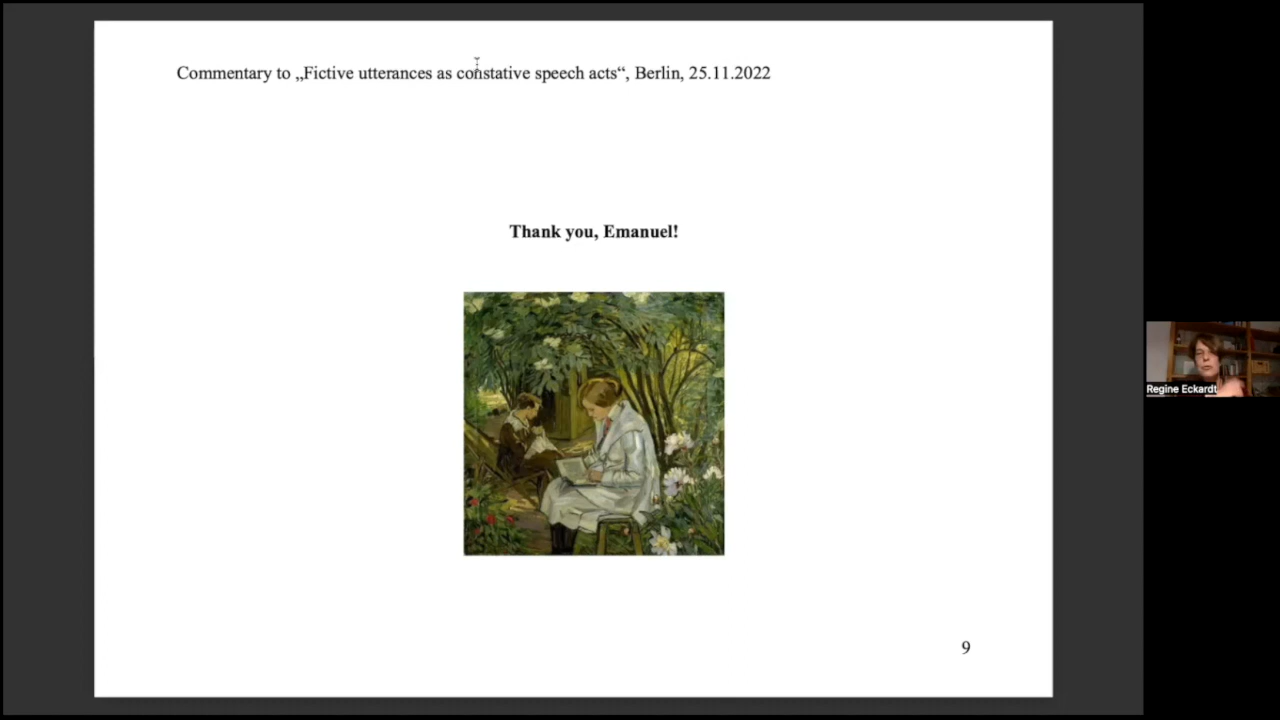 Commentary to „Fictive utterances as constative speech acts“, Berlin, 25.11.2022
Thank you, Emanuel!
Regine Eckardt
9